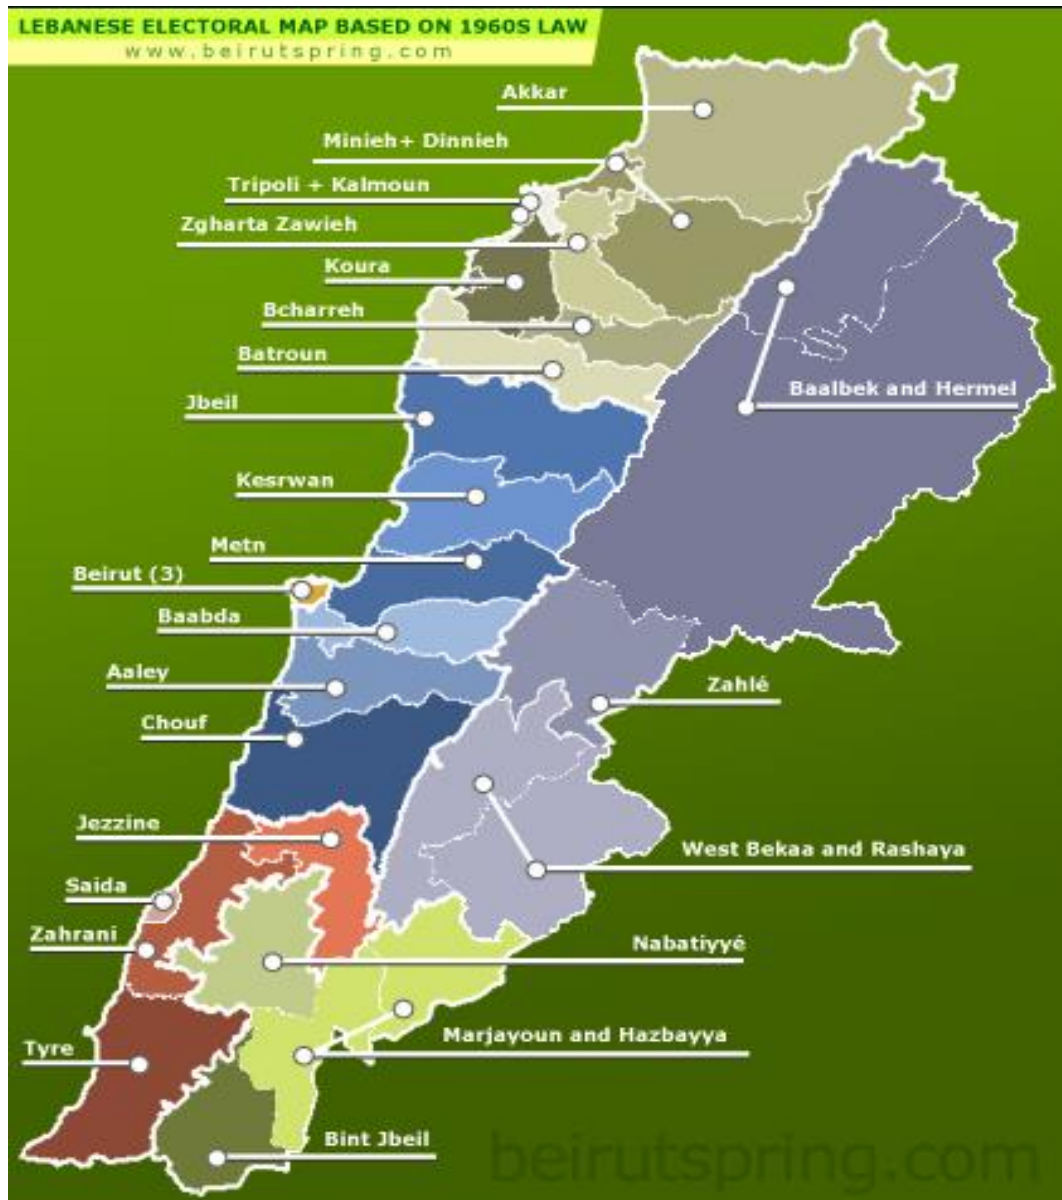 LEBANESE ELECTORAL MAP BASED ON 1960S LAW
www.beirutspring.com
Akkar
Minieh+ Dinnieh
Tripoli + Kalmoun
Zgharta Zawieh
Koura
Bcharreh
Batroun
Baalbek and Hermel
Jbeil
Kesrwan
Metn
Beirut (3)
Baabda
Aaley
Zahlé
Chouf
Jezzine
West Bekaa and Rashaya
Saida
Zahrani
Nabatiyyé
Marjayoun and Hazbayya
Tyre
Bint Jbeil
beirutspring.com